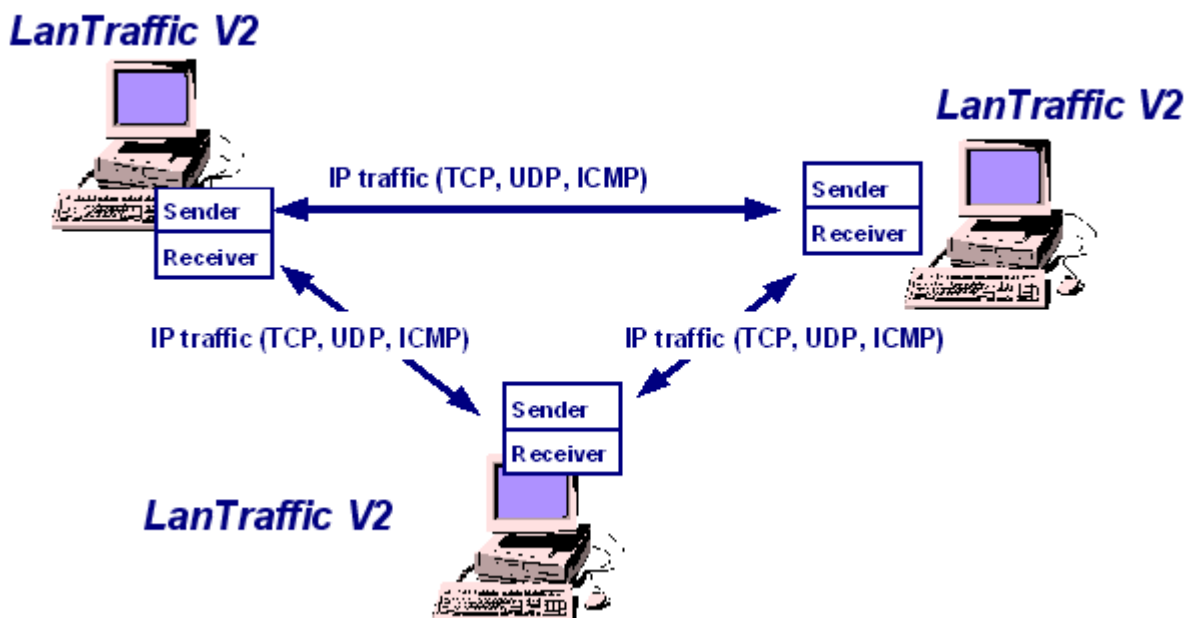 LanTraffic V2
LanTraffic V2
IP traffic (TCP, UDP, ICMP)
Sender
Receiver
Sender
Receiver
IP traffic (TCP, UDP, ICMP)
IP traffic (TCP, UDP, ICMP)
Sender
Receiver
LanTraffic V2